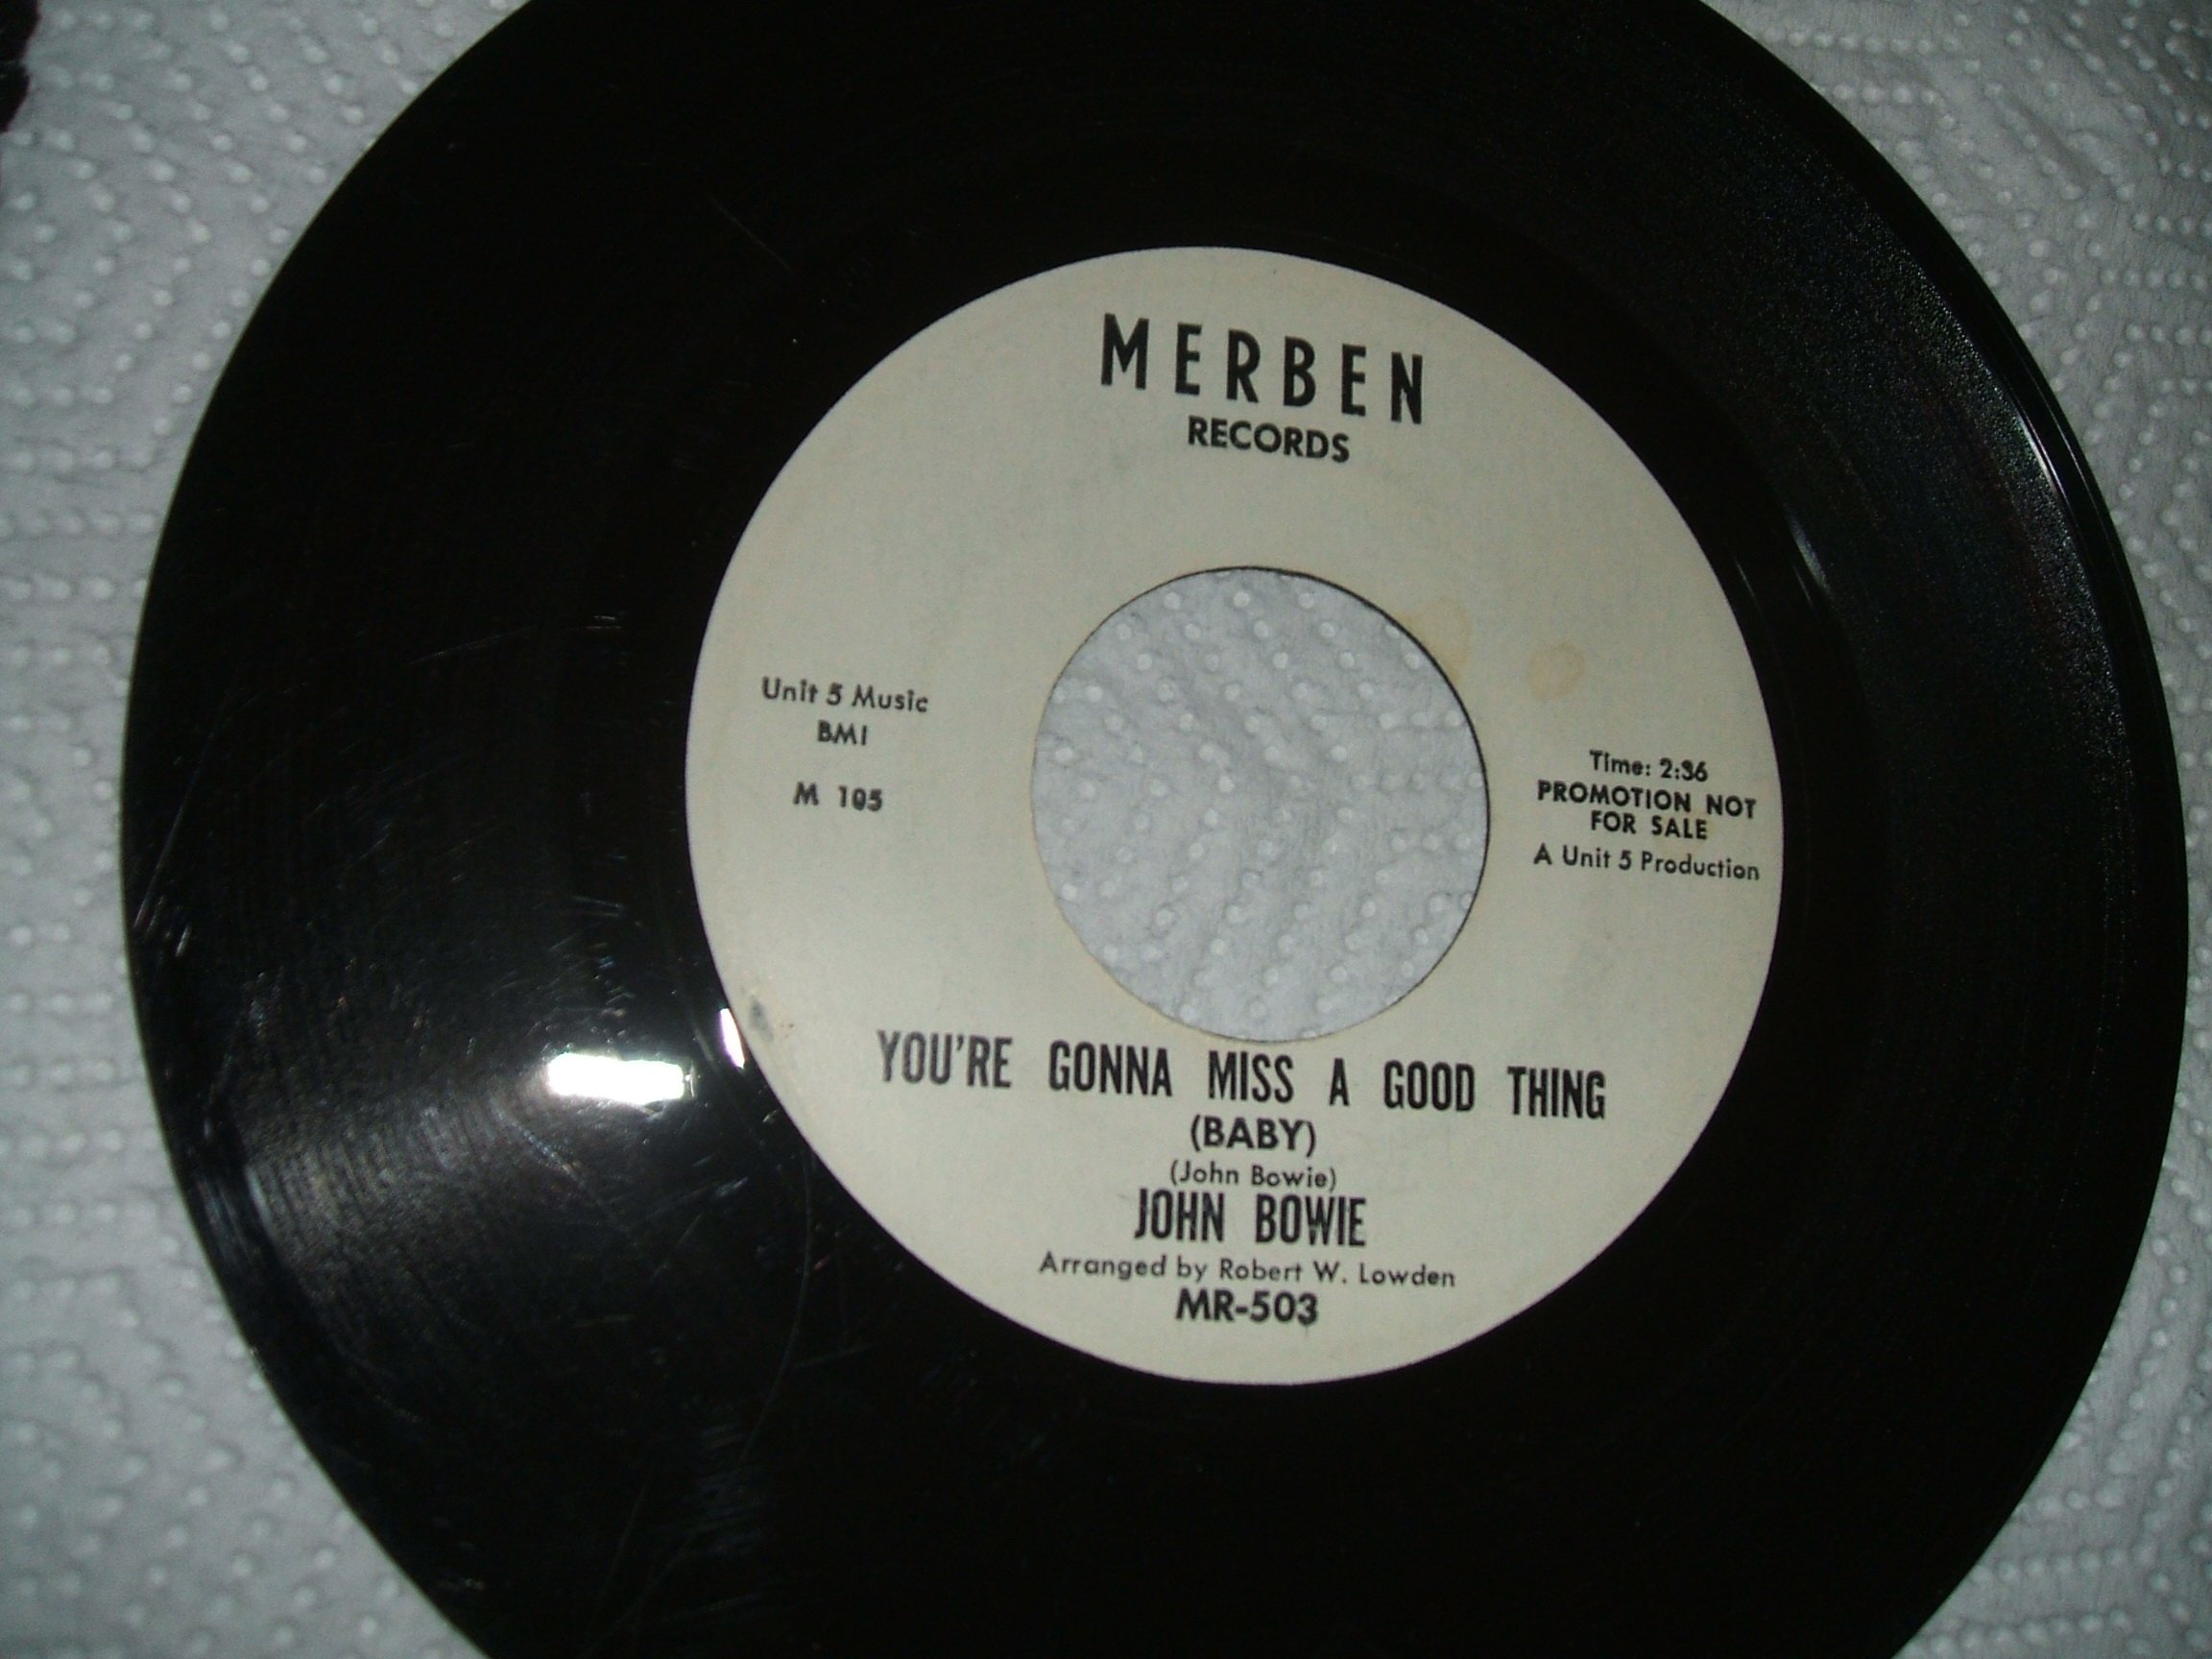 MERBEN
RECORDS
Unit 5 Music
BMI
M 105
Time: 2:36
PROMOTION NOT
FOR SALE
A Unit 5 Production
YOU'RE GONNA MISS A GOOD THING
(BABY)
(John Bowie)
JOHN BOWIE
Arranged by Robert W. Lowden
MR-503